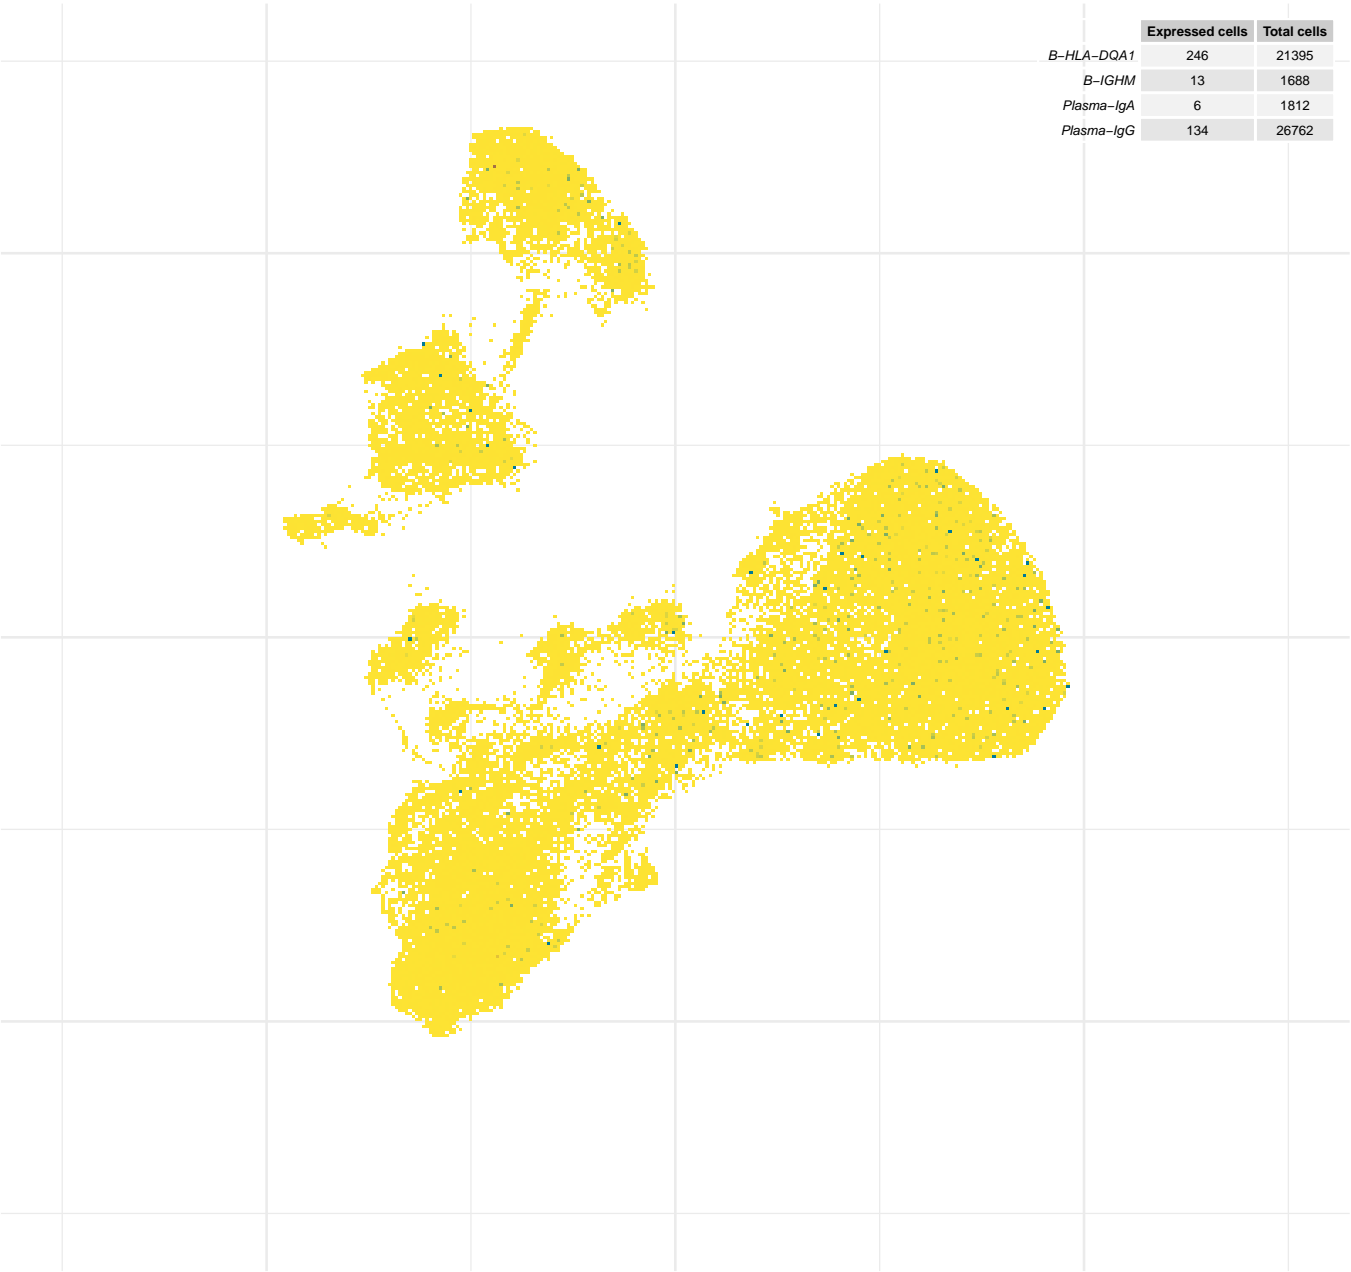 Expressed cells Total cells
B−HLA−DQA1 246 21395
B−IGHM 13 1688
Plasma−IgA 6 1812
Plasma−IgG 134 26762